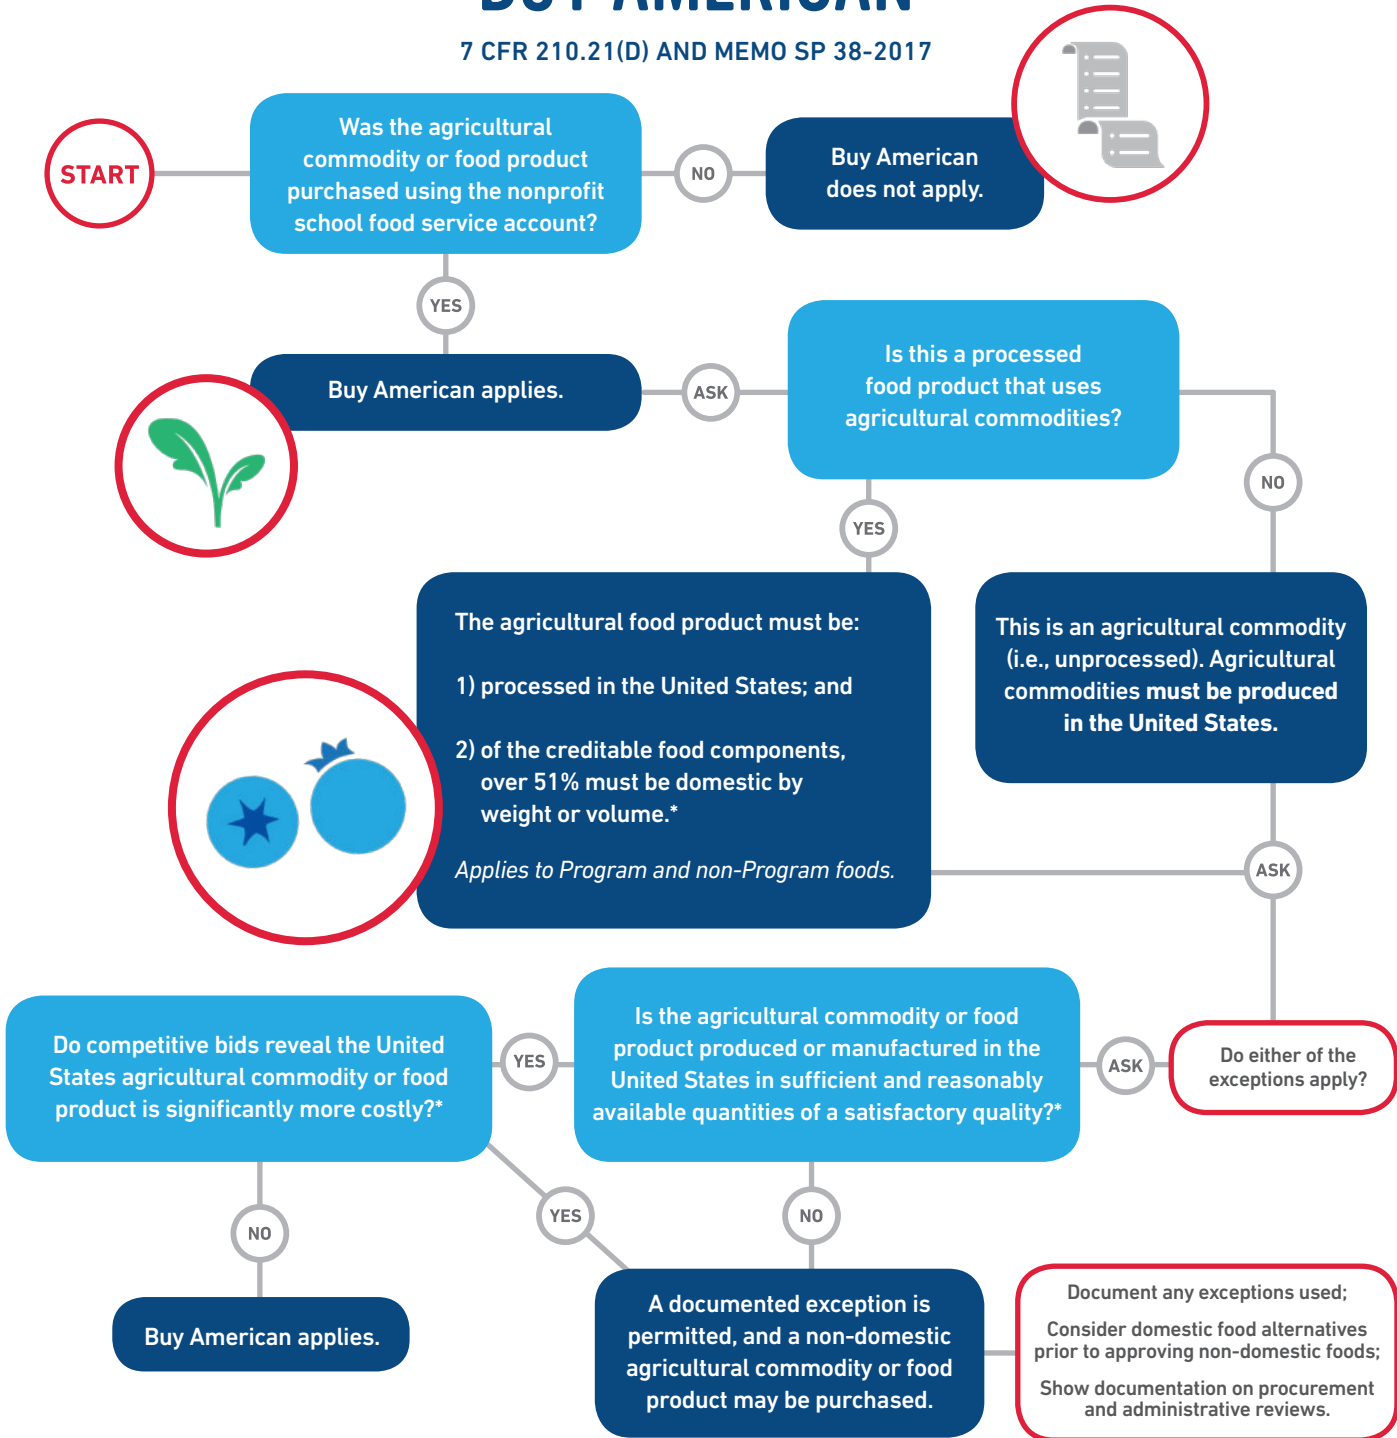 BUY AMERICAN
7 CFR 210.21(D) AND MEMO SP 38-2017
START
Was the agricultural
commodity or food product
purchased using the nonprofit
school food service account?
NO
Buy American
does not apply.
YES
Buy American applies.
ASK
Is this a processed
food product that uses
agricultural commodities?
NO
YES
The agricultural food product must be:
1) processed in the United States; and
2) of the creditable food components,
over 51% must be domestic by
weight or volume.*
Applies to Program and non-Program foods.
This is an agricultural commodity
(i.e., unprocessed). Agricultural
commodities must be produced
in the United States.
ASK
Do either of the
exceptions apply?
ASK
Is the agricultural commodity or food
product produced or manufactured in the
United States in sufficient and reasonably
available quantities of a satisfactory quality?*
YES
Do competitive bids reveal the United
States agricultural commodity or food
product is significantly more costly?*
NO
Buy American applies.
YES
NO
A documented exception is
permitted, and a non-domestic
agricultural commodity or food
product may be purchased.
Document any exceptions used;
Consider domestic food alternatives
prior to approving non-domestic foods;
Show documentation on procurement
and administrative reviews.